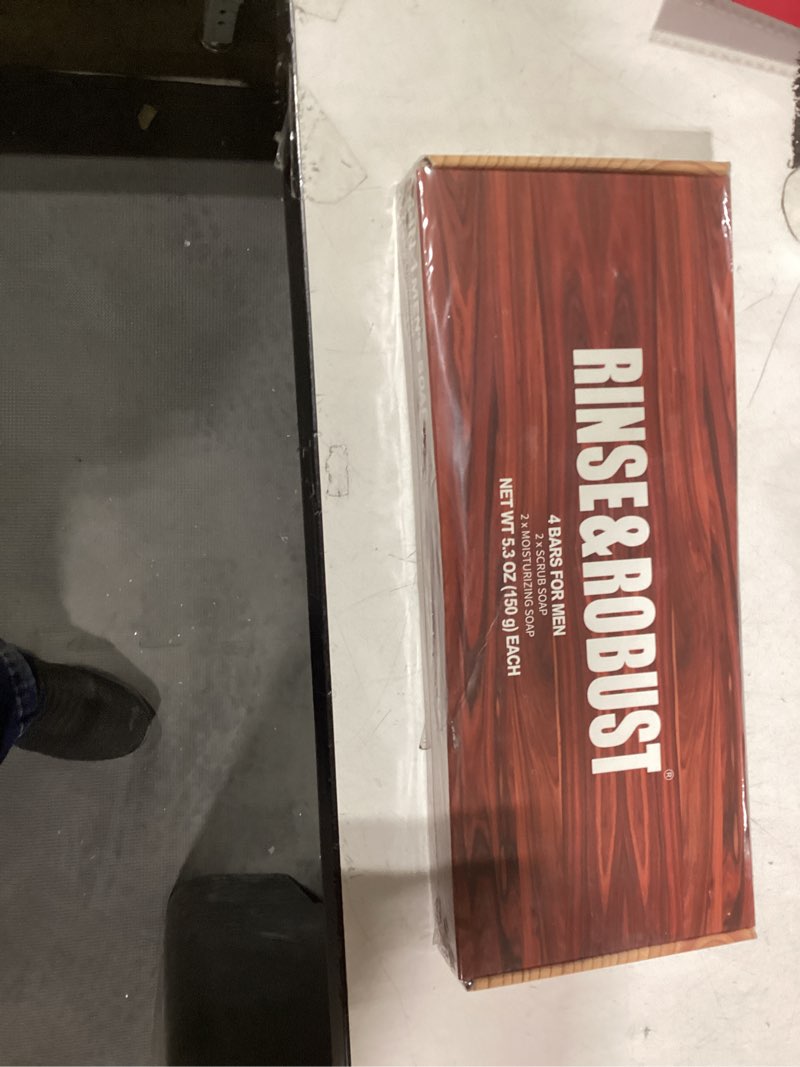 RINSE&ROBUST®
4 BARS FOR MEN
2 x SCRUB SOAP
2 x MOISTURIZING SOAP
NET WT 5.3 OZ (150 g) EACH